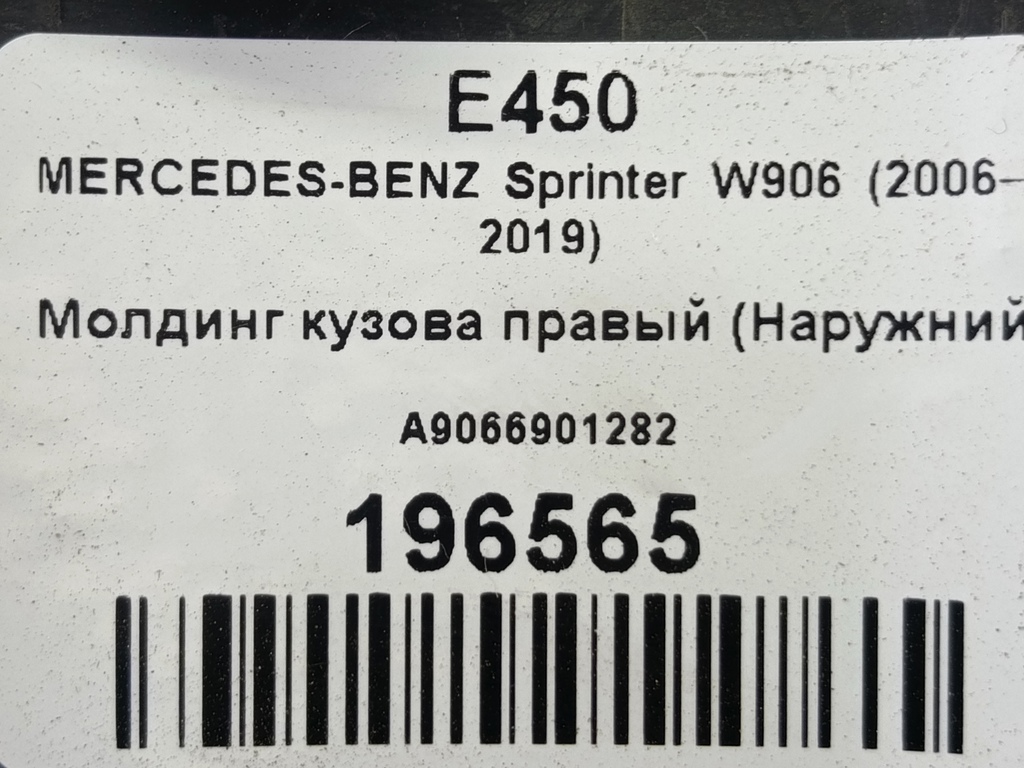 E450
MERCEDES-BENZ Sprinter W906 (2006–
2019)
Молдинг кузова правый (Наружний
A9066901282
196565